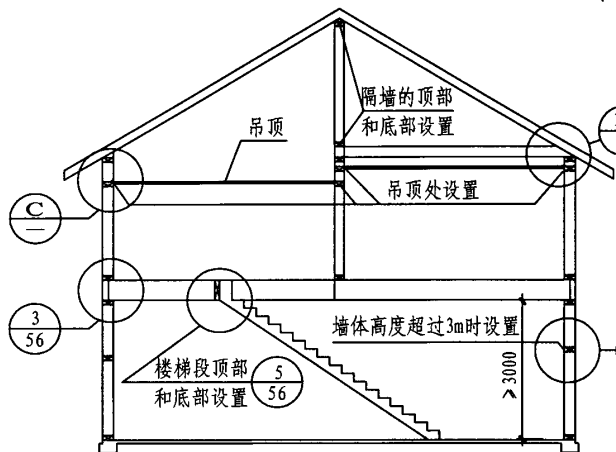 隔墙的顶部
和底部设置
吊顶
吊顶处设置
C
—
3
56
墙体高度超过3m时设置
楼梯段顶部
和底部设置
5
56
≥3000